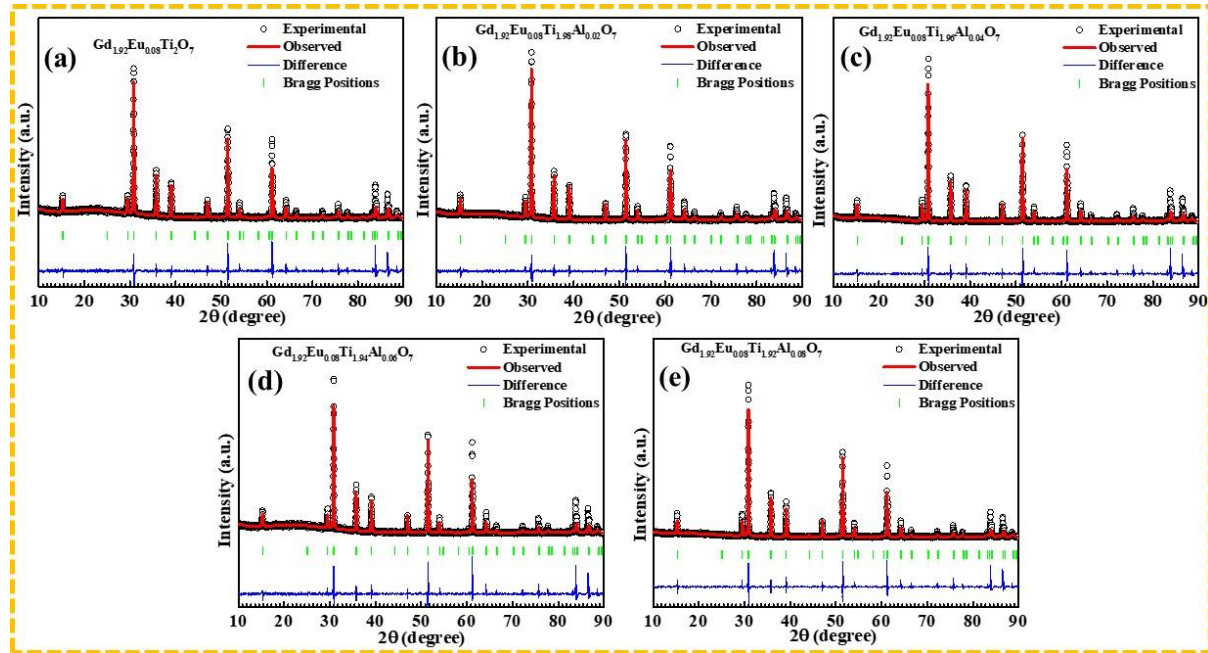 (a)
Gd1.92Eu0.08Ti2O7
Experimental
Observed
Difference
Bragg Positions
Intensity (a.u.)
10 20 30 40 50 60 70 80 90
2θ (degree)
(b)
Gd1.92Eu0.08Ti1.98Al0.02O7
Experimental
Observed
Difference
Bragg Positions
Intensity (a.u.)
10 20 30 40 50 60 70 80 90
2θ (degree)
(c)
Gd1.92Eu0.08Ti1.96Al0.04O7
Experimental
Observed
Difference
Bragg Positions
Intensity (a.u.)
10 20 30 40 50 60 70 80 90
2θ (degree)
(d)
Gd1.92Eu0.08Ti1.94Al0.06O7
Experimental
Observed
Difference
Bragg Positions
Intensity (a.u.)
10 20 30 40 50 60 70 80 90
2θ (degree)
(e)
Gd1.92Eu0.08Ti1.92Al0.08O7
Experimental
Observed
Difference
Bragg Positions
Intensity (a.u.)
10 20 30 40 50 60 70 80 90
2θ (degree)